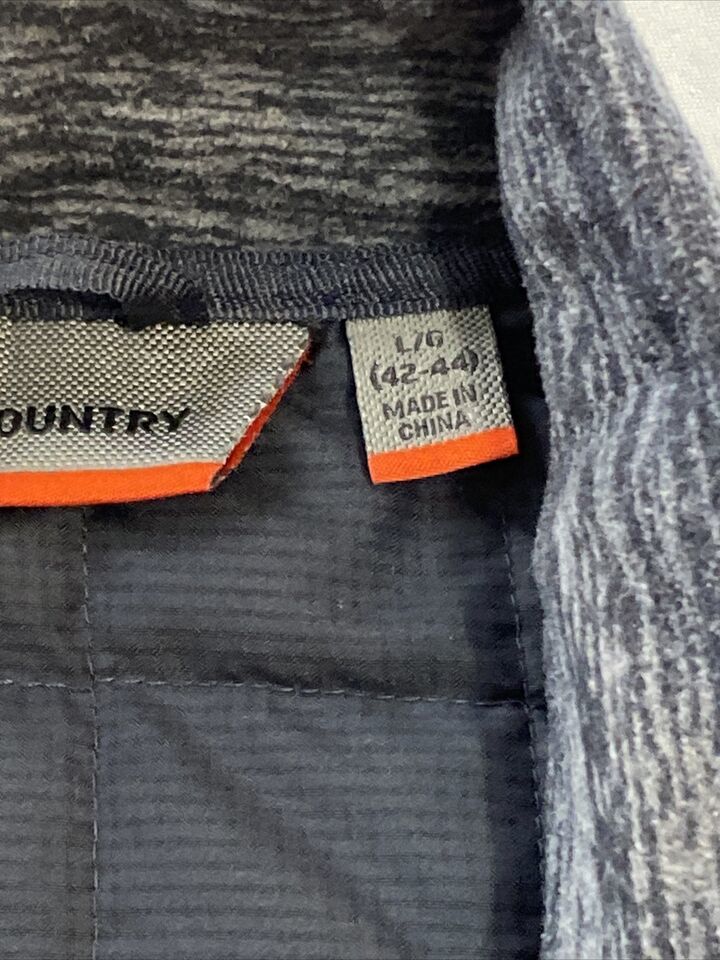 OUNTRY
L/G
(42-44)
MADE IN
CHINA